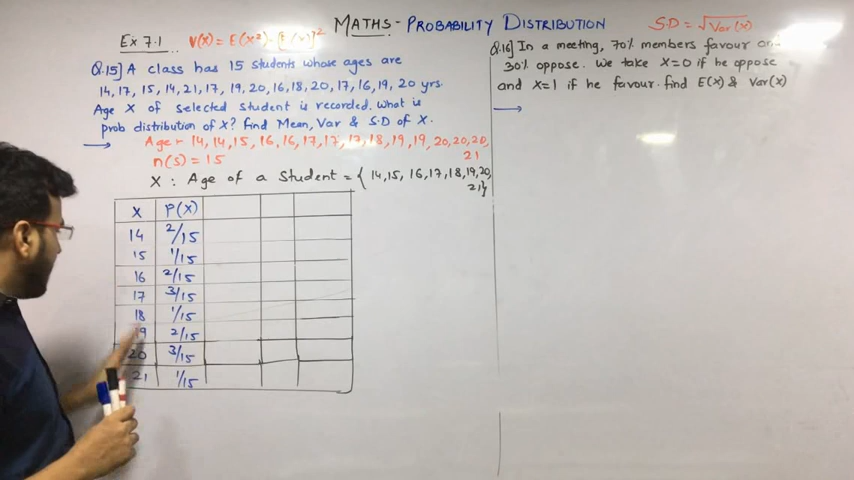 MATHS - PROBABILITY DISTRIBUTION
S.D = √Var(x)
Ex 7.1
V(x) = E(x²) - [E(x)]²
Q.15] A class has 15 students whose ages are
14, 17, 15, 14, 21, 17, 19, 20, 16, 18, 20, 17, 16, 19, 20 yrs.
Age X of selected student is recorded. What is
prob distribution of X? Find Mean, Var & S.D of X.
Age → 14, 14, 15, 16, 16, 17, 17, 17, 18, 19, 19, 20, 20, 20,
21
n(s) = 15
X : Age of a Student = { 14, 15, 16, 17, 18, 19, 20,
21}
X P(X)
14 2/15
15 1/15
16 2/15
17 3/15
18 1/15
19 2/15
20 3/15
21 1/15
Q.16] In a meeting, 70% members favour
30% oppose. We take X=0 if he oppose
and X=1 if he favour. find E(X) & Var(X)